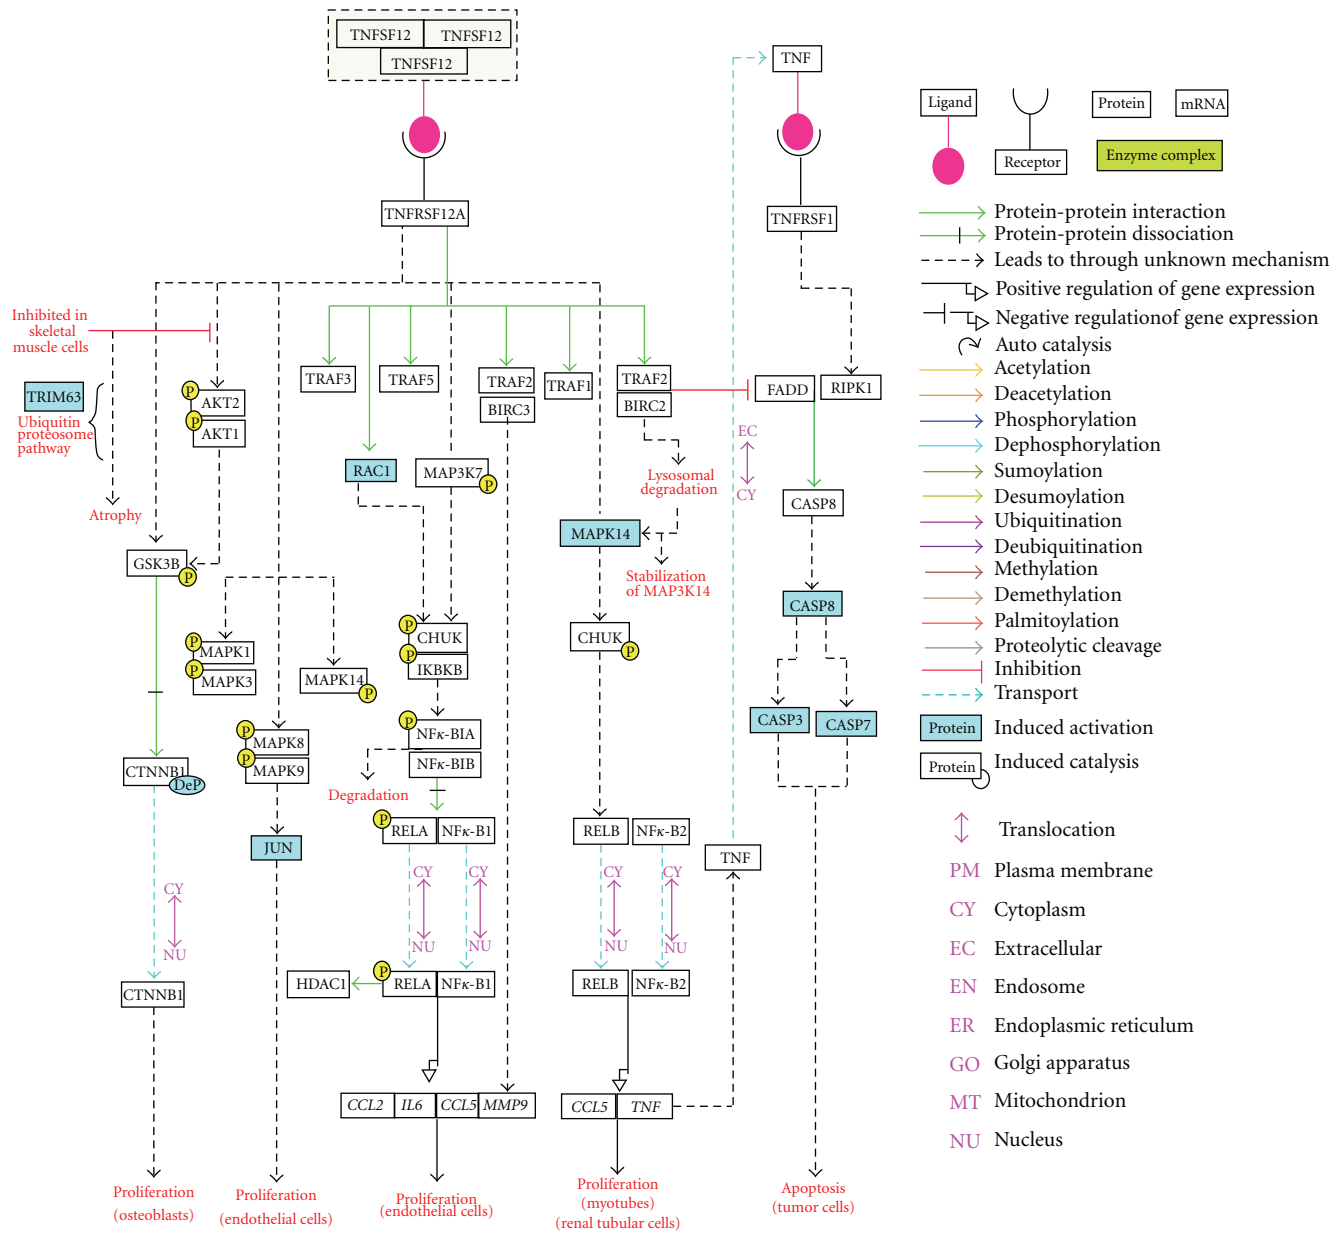 TNFSF12
TNFSF12
TNFSF12
TNFRSF12A
TNF
TNFRSF1
Inhibited in
skeletal
muscle cells
TRIM63
Ubiquitin
proteosome
pathway
Atrophy
P
AKT2
P
AKT1
GSK3B
P
TRAF3
TRAF5
TRAF2
BIRC3
TRAF1
TRAF2
BIRC2
FADD
RIPK1
RAC1
MAP3K7
P
Lysosomal
degradation
EC
CY
CASP8
MAPK14
Stabilization
of MAP3K14
CASP8
CASP3
CASP7
P
MAPK1
P
MAPK3
MAPK14
P
P
CHUK
P
IKBKB
CHUK
P
P
MAPK8
P
MAPK9
P
NFκ-BIA
NFκ-BIB
Degradation
CTNNB1
DeP
JUN
P
RELA
NFκ-B1
RELB
NFκ-B2
TNF
CY
NU
CY
NU
CY
NU
CY
NU
CY
NU
CTNNB1
HDAC1
P
RELA
NFκ-B1
RELB
NFκ-B2
CCL2
IL6
CCL5
MMP9
CCL5
TNF
Proliferation
(osteoblasts)
Proliferation
(endothelial cells)
Proliferation
(endothelial cells)
Proliferation
(myotubes)
(renal tubular cells)
Apoptosis
(tumor cells)
Ligand
Receptor
Protein
mRNA
Enzyme complex
Protein-protein interaction
Protein-protein dissociation
Leads to through unknown mechanism
Positive regulation of gene expression
Negative regulationof gene expression
Auto catalysis
Acetylation
Deacetylation
Phosphorylation
Dephosphorylation
Sumoylation
Desumoylation
Ubiquitination
Deubiquitination
Methylation
Demethylation
Palmitoylation
Proteolytic cleavage
Inhibition
Transport
Protein Induced activation
Protein Induced catalysis
Translocation
PM Plasma membrane
CY Cytoplasm
EC Extracellular
EN Endosome
ER Endoplasmic reticulum
GO Golgi apparatus
MT Mitochondrion
NU Nucleus